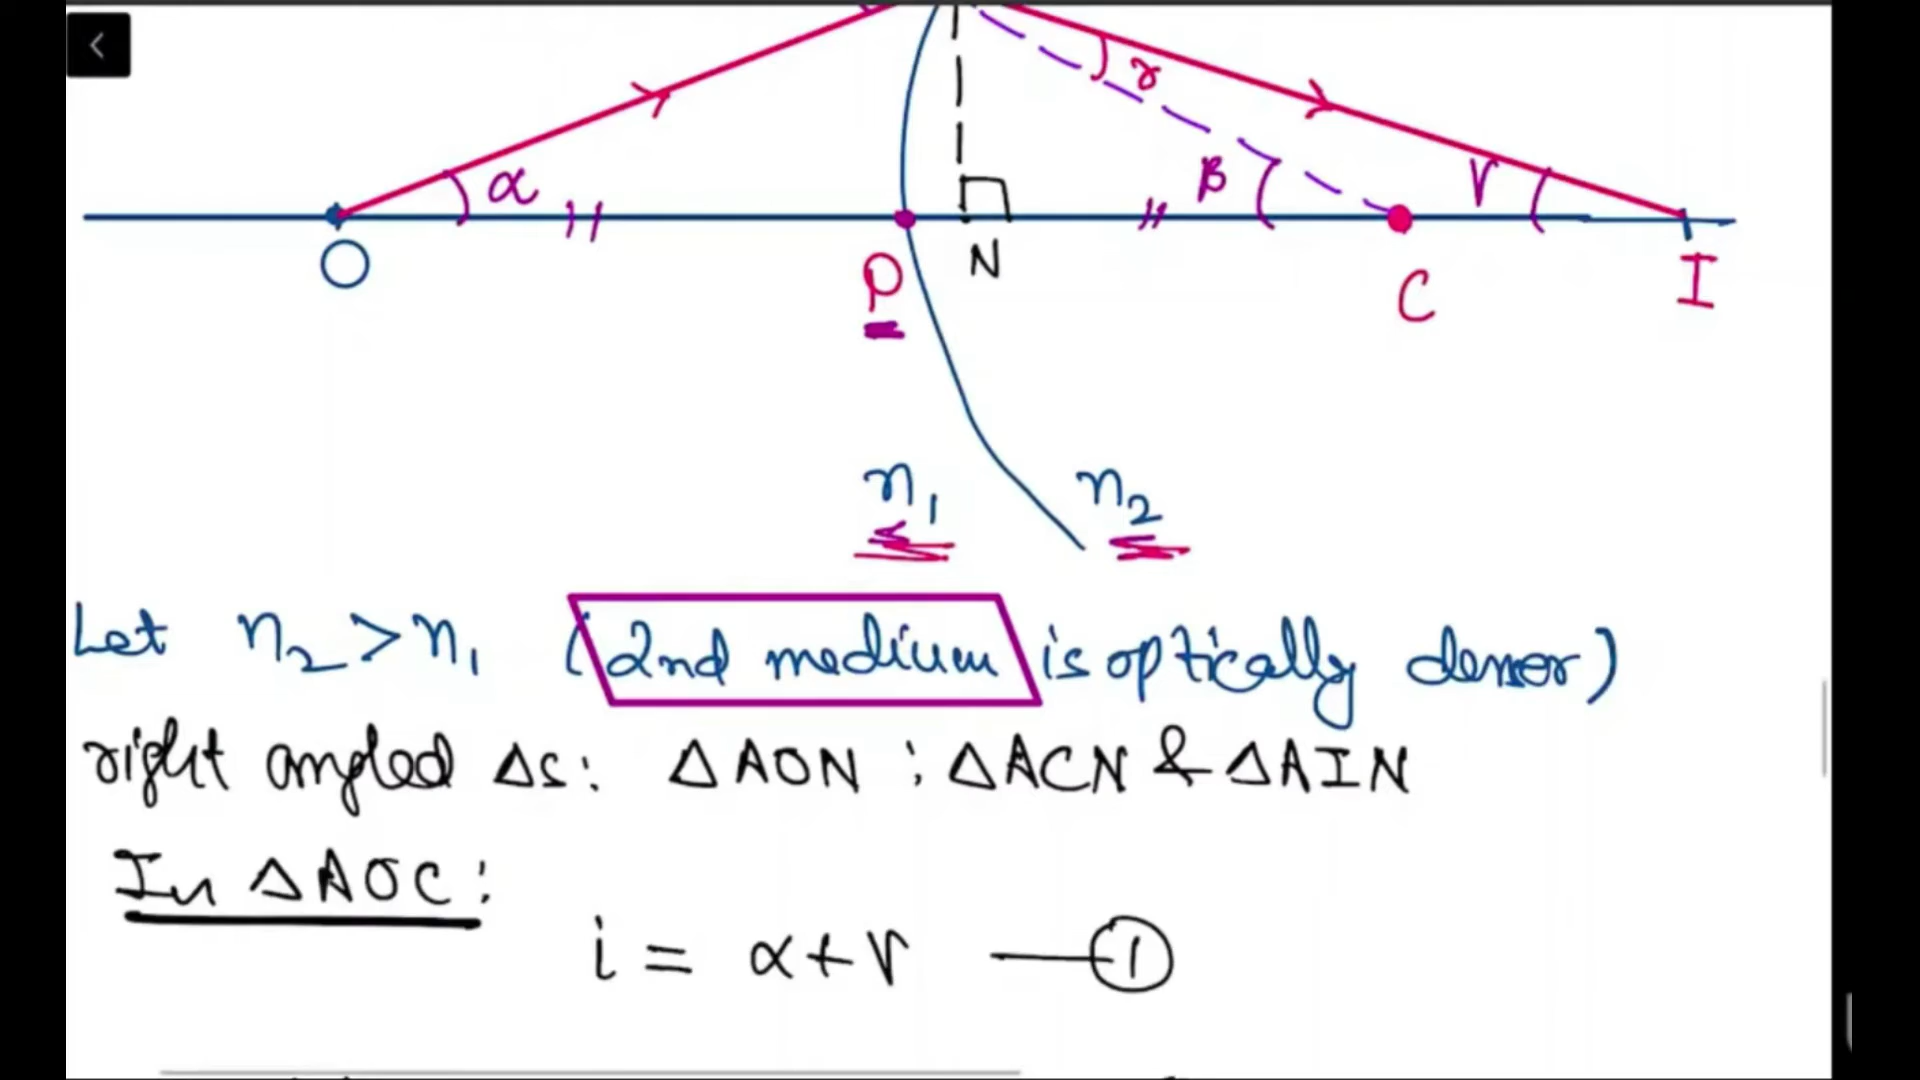 r
α β γ
O P N C I
n₁ n₂
Let n₂ > n₁ (2nd medium is optically denser)
right angled Δs: ΔAON ; ΔACN & ΔAIN
In ΔAOC:
i = α + γ —①